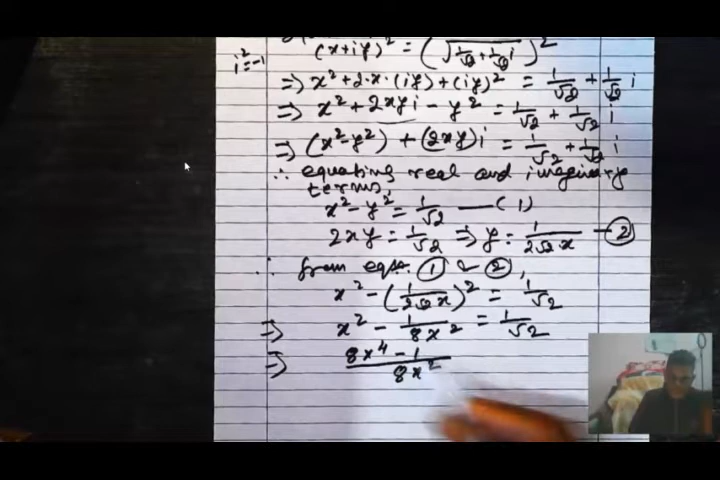 (x+iy)² = (√(1/√2 + 1/√2 i))²
i² = -1
⇒ x² + 2·x·(iy) + (iy)² = 1/√2 + 1/√2 i
⇒ x² + 2xyi - y² = 1/√2 + 1/√2 i
⇒ (x² - y²) + (2xy)i = 1/√2 + 1/√2 i
∴ equating real and imaginary
terms,
x² - y² = 1/√2 —(1)
2xy = 1/√2 ⇒ y = 1/(2√2·x) — ②
∴ from eqn. ① & ②,
x² - (1/(2√2x))² = 1/√2
⇒ x² - 1/(8x²) = 1/√2
⇒ (8x⁴ - 1)/(8x²)